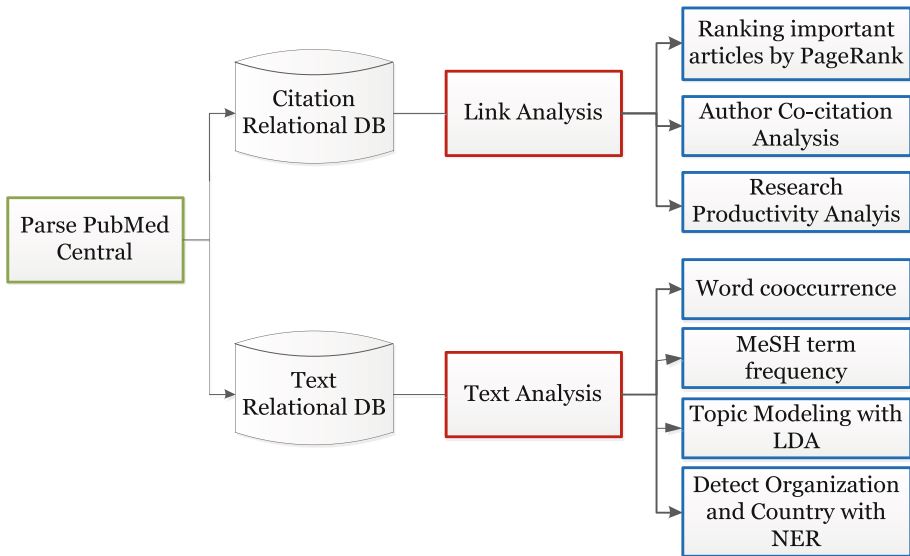 Parse PubMed
Central
Citation
Relational DB
Link Analysis
Ranking important
articles by PageRank
Author Co-citation
Analysis
Research
Productivity Analyis
Text
Relational DB
Text Analysis
Word cooccurrence
MeSH term
frequency
Topic Modeling with
LDA
Detect Organization
and Country with
NER